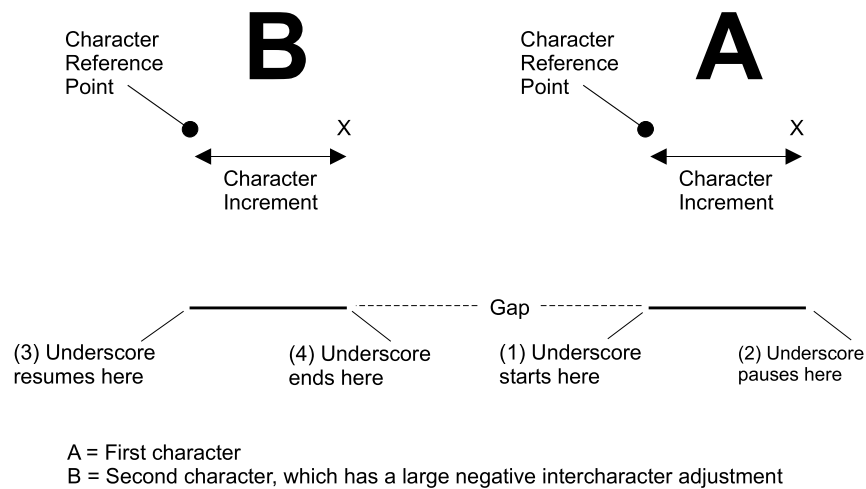 B
A
Character
Reference
Point
Character
Reference
Point
X
X
Character
Increment
Character
Increment
Gap
(3) Underscore
resumes here
(4) Underscore
ends here
(1) Underscore
starts here
(2) Underscore
pauses here
A = First character
B = Second character, which has a large negative intercharacter adjustment